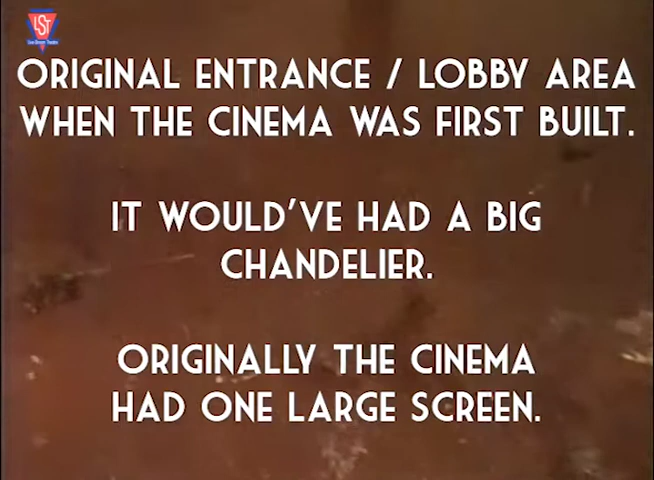 LST
ORIGINAL ENTRANCE / LOBBY AREA
WHEN THE CINEMA WAS FIRST BUILT.
IT WOULD'VE HAD A BIG
CHANDELIER.
ORIGINALLY THE CINEMA
HAD ONE LARGE SCREEN.